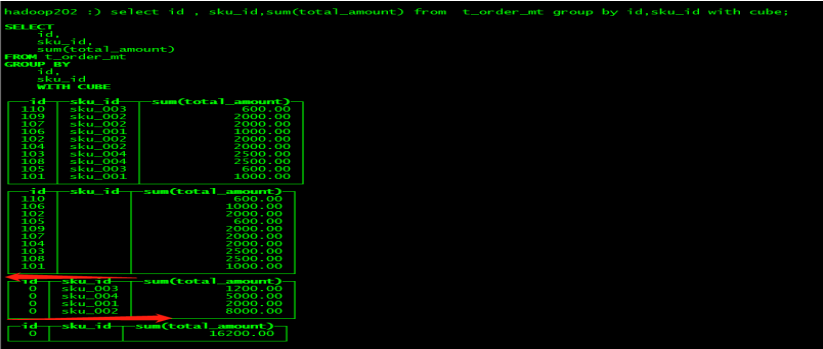 hadoop202 :) select id , sku_id,sum(total_amount) from  t_order_mt group by id,sku_id with cube;
SELECT
id,
sku_id,
sum(total_amount)
FROM t_order_mt
GROUP BY
id,
sku_id
WITH CUBE
id sku_id sum(total_amount)
110 sku_003 600.00
109 sku_002 2000.00
107 sku_002 2000.00
106 sku_001 1000.00
102 sku_002 2000.00
104 sku_002 2000.00
103 sku_004 2500.00
108 sku_004 2500.00
105 sku_003 600.00
101 sku_001 1000.00
id sku_id sum(total_amount)
110 600.00
106 1000.00
102 2000.00
105 600.00
109 2000.00
107 2000.00
104 2000.00
103 2500.00
108 2500.00
101 1000.00
id sku_id sum(total_amount)
0 sku_003 1200.00
0 sku_004 5000.00
0 sku_001 2000.00
0 sku_002 8000.00
id sku_id sum(total_amount)
0 16200.00